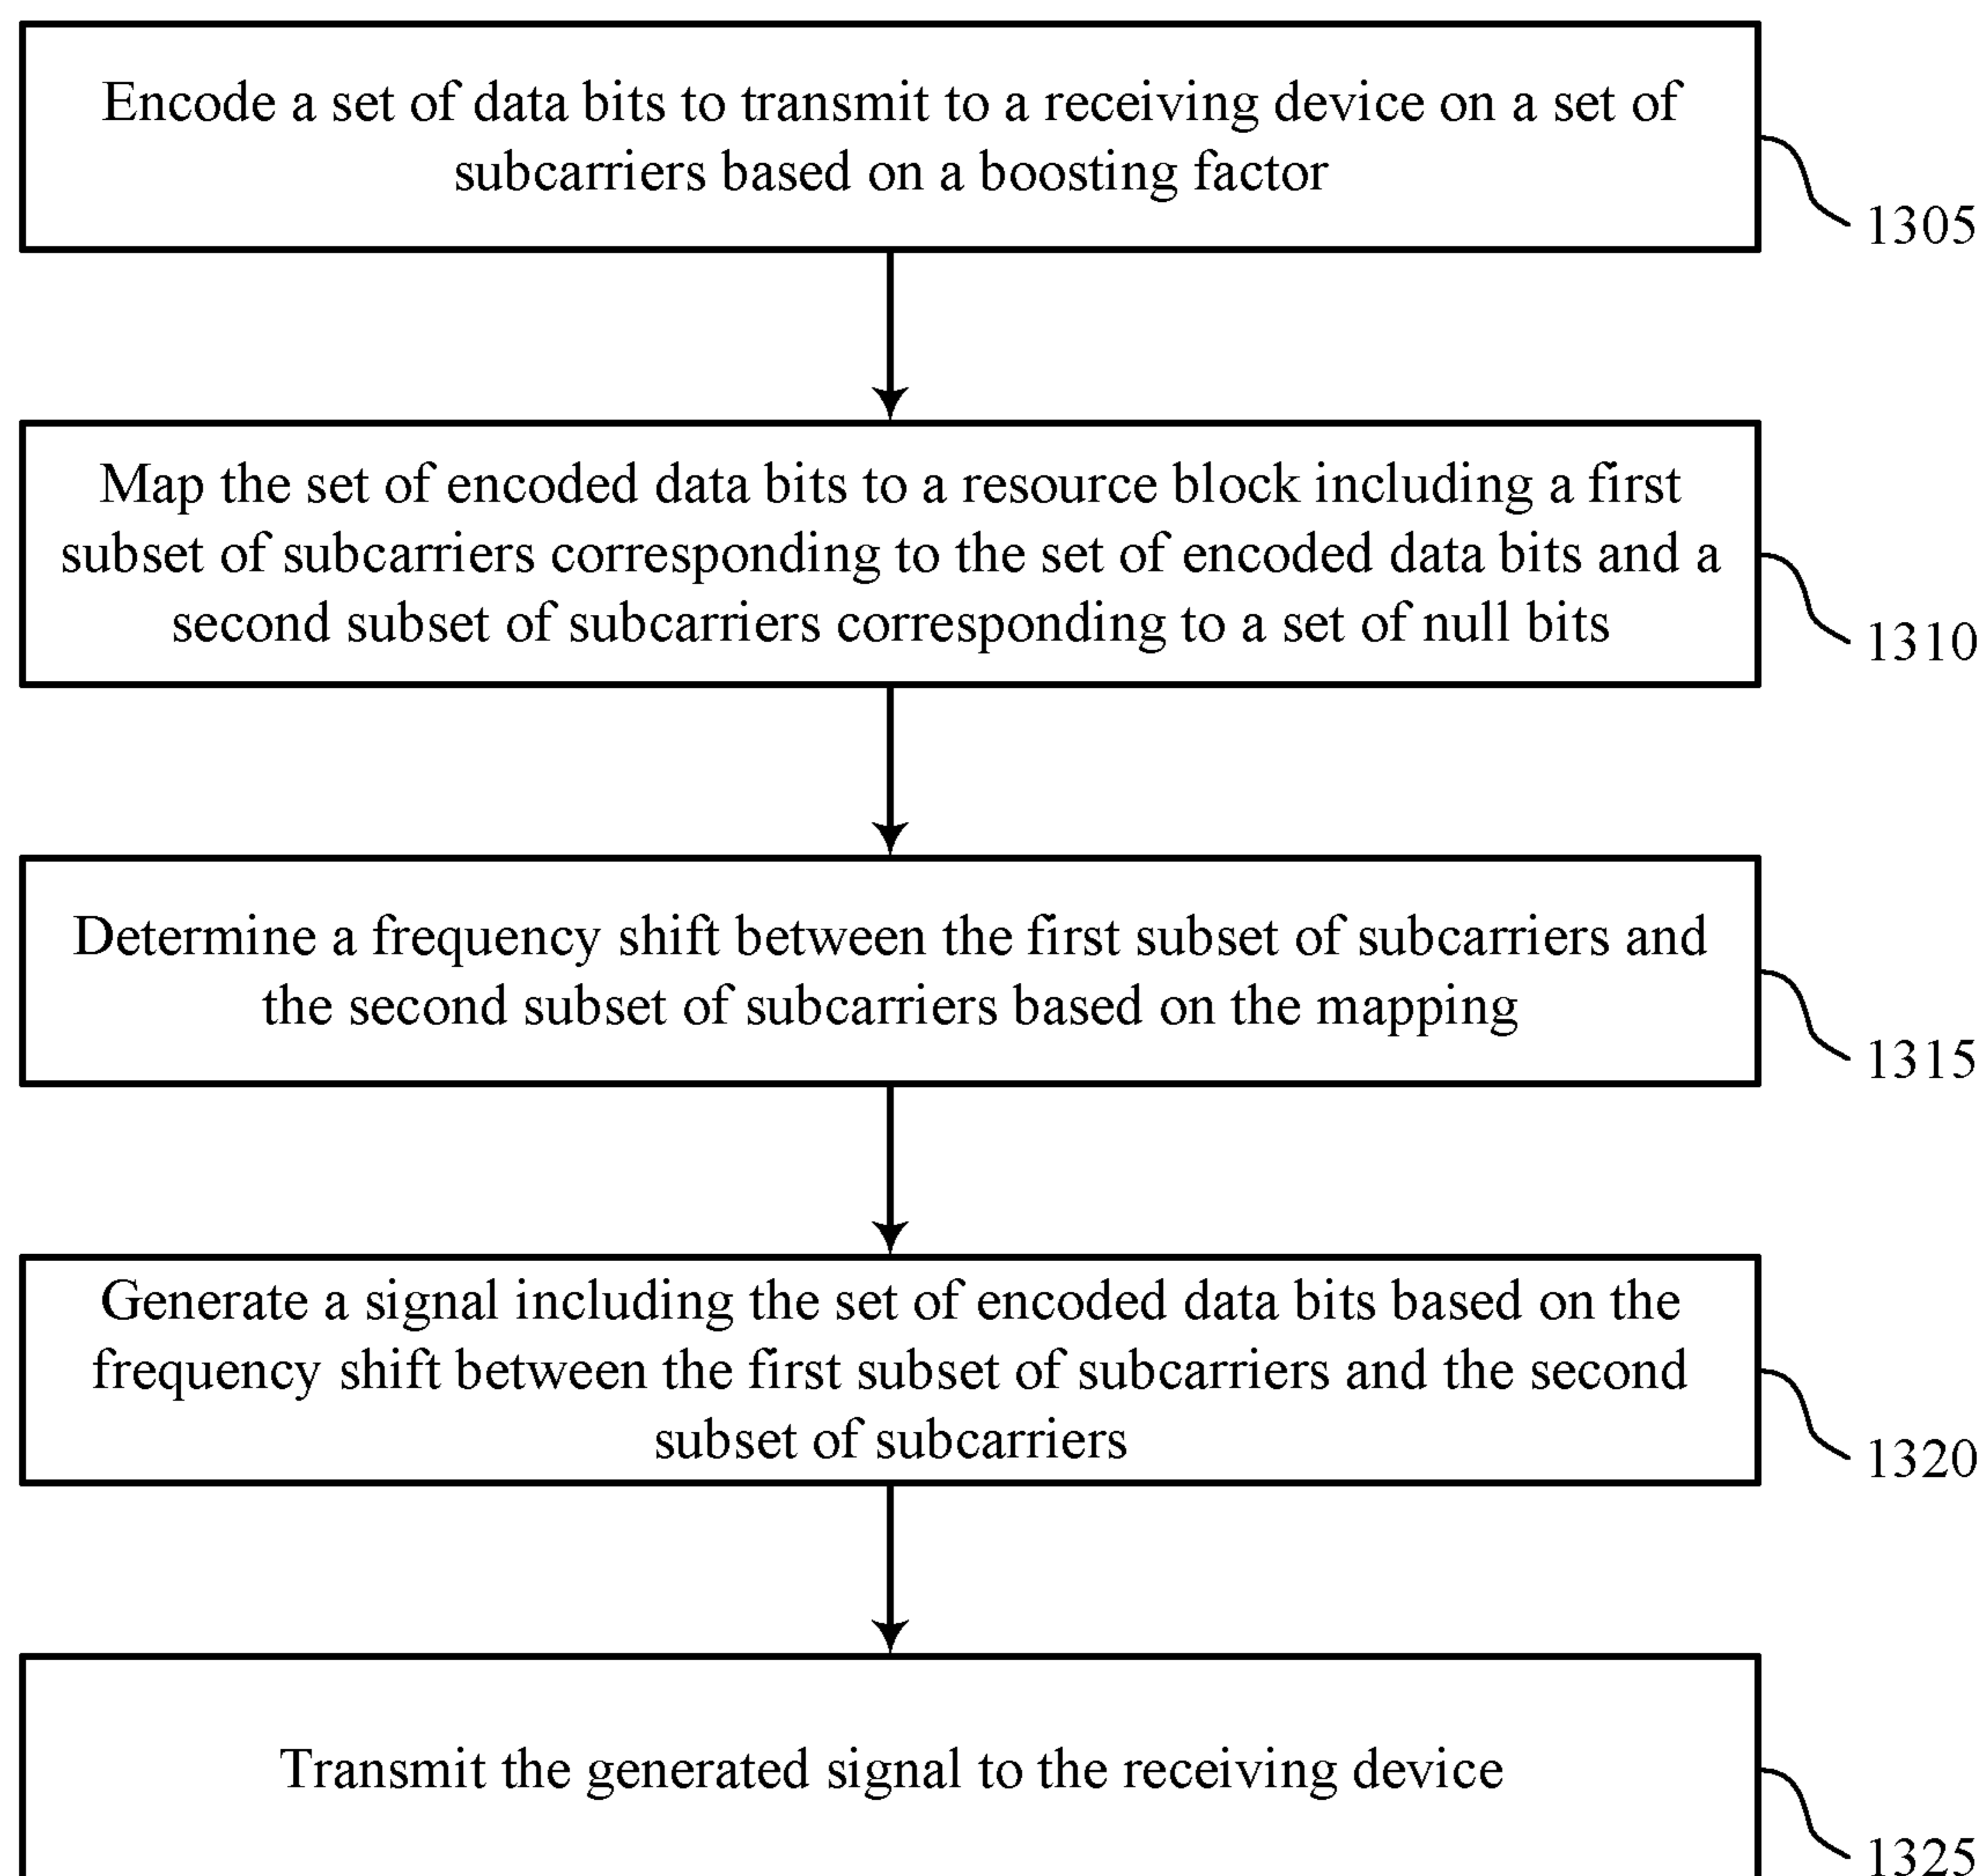 Encode a set of data bits to transmit to a receiving device on a set of
subcarriers based on a boosting factor
1305
Map the set of encoded data bits to a resource block including a first
subset of subcarriers corresponding to the set of encoded data bits and a
second subset of subcarriers corresponding to a set of null bits
1310
Determine a frequency shift between the first subset of subcarriers and
the second subset of subcarriers based on the mapping
1315
Generate a signal including the set of encoded data bits based on the
frequency shift between the first subset of subcarriers and the second
subset of subcarriers
1320
Transmit the generated signal to the receiving device
1325